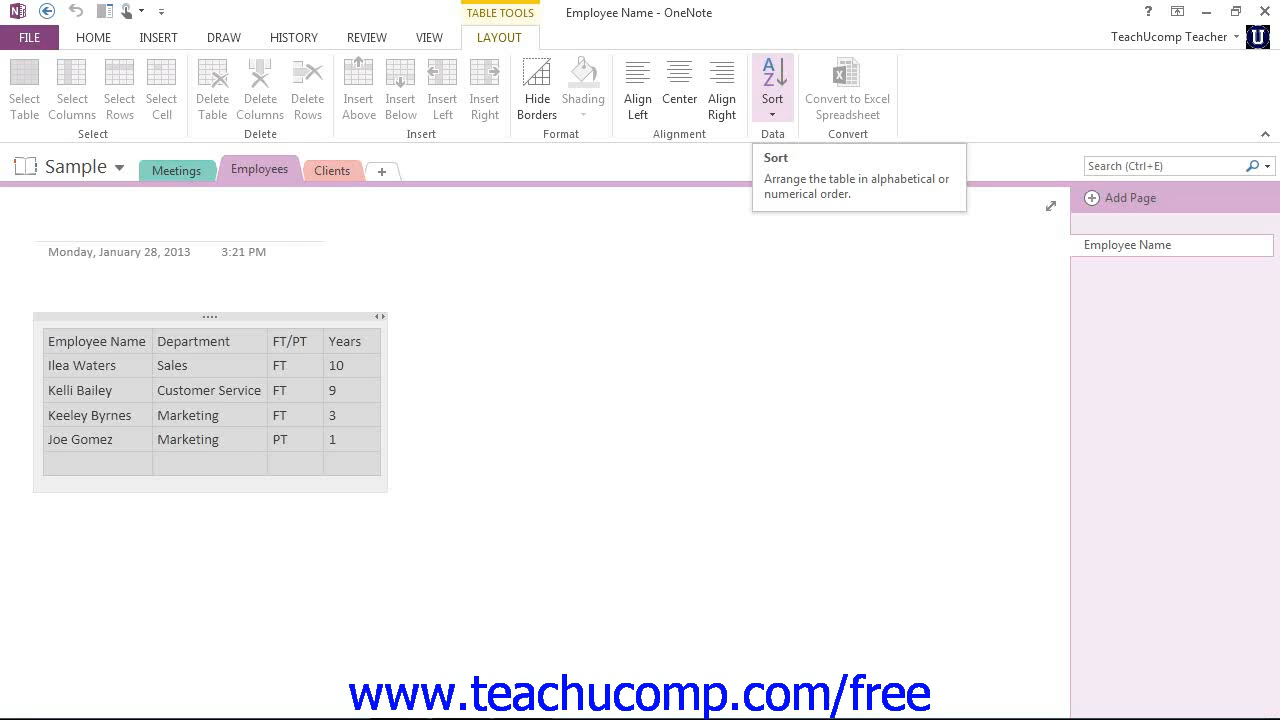 TABLE TOOLS
Employee Name - OneNote
?
FILE HOME INSERT DRAW HISTORY REVIEW VIEW LAYOUT
TeachUcomp Teacher
U
Select Table
Select Columns
Select Rows
Select Cell
Select
Delete Table
Delete Columns
Delete Rows
Delete
Insert Above
Insert Below
Insert Left
Insert Right
Insert
Hide Borders
Shading
Format
Align Left
Center
Align Right
Alignment
A
Z
Sort
Data
Convert to Excel Spreadsheet
Convert
Sample
Meetings
Employees
Clients
+
Search (Ctrl+E)
Sort
Arrange the table in alphabetical or
numerical order.
Add Page
Employee Name
Monday, January 28, 2013 3:21 PM
Employee Name Department FT/PT Years
Ilea Waters Sales FT 10
Kelli Bailey Customer Service FT 9
Keeley Byrnes Marketing FT 3
Joe Gomez Marketing PT 1
www.teachucomp.com/free